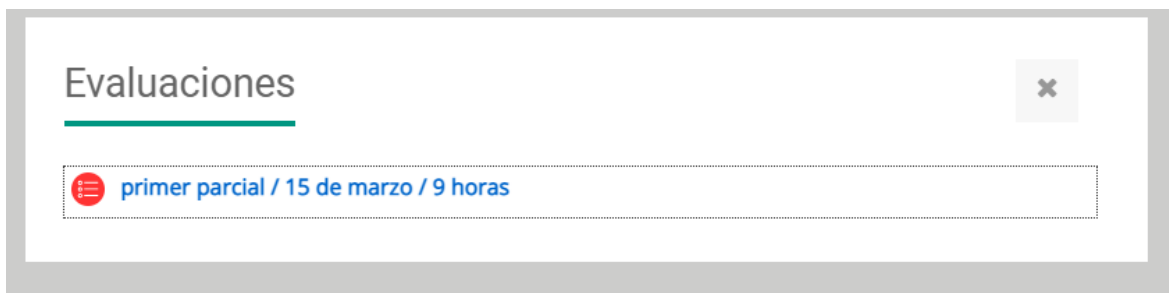 Evaluaciones
primer parcial / 15 de marzo / 9 horas